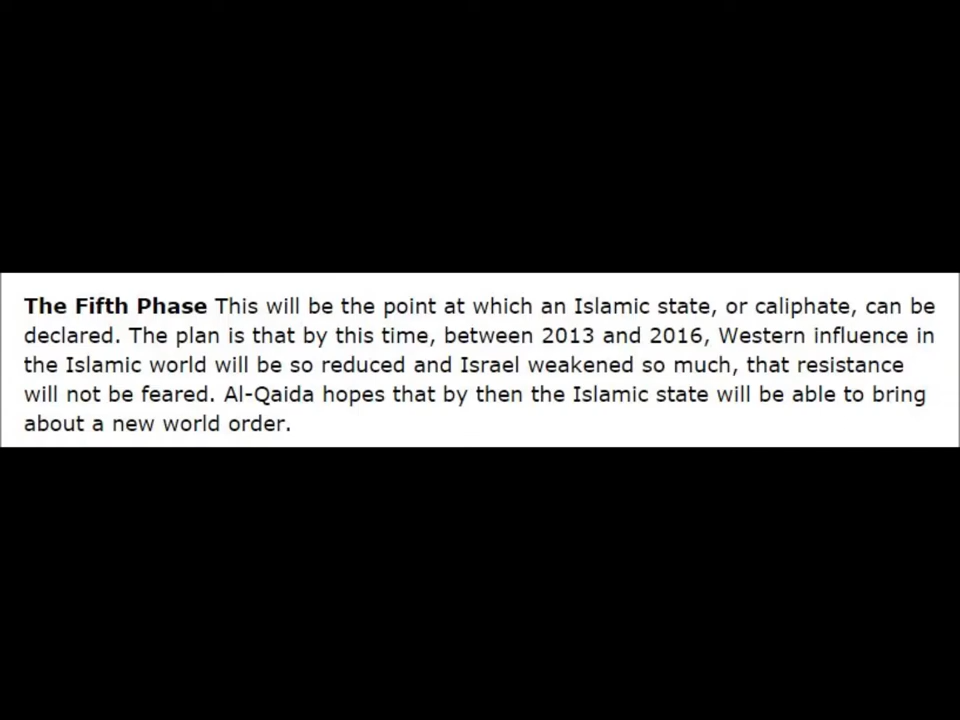 The Fifth Phase This will be the point at which an Islamic state, or caliphate, can be
declared. The plan is that by this time, between 2013 and 2016, Western influence in
the Islamic world will be so reduced and Israel weakened so much, that resistance
will not be feared. Al-Qaida hopes that by then the Islamic state will be able to bring
about a new world order.